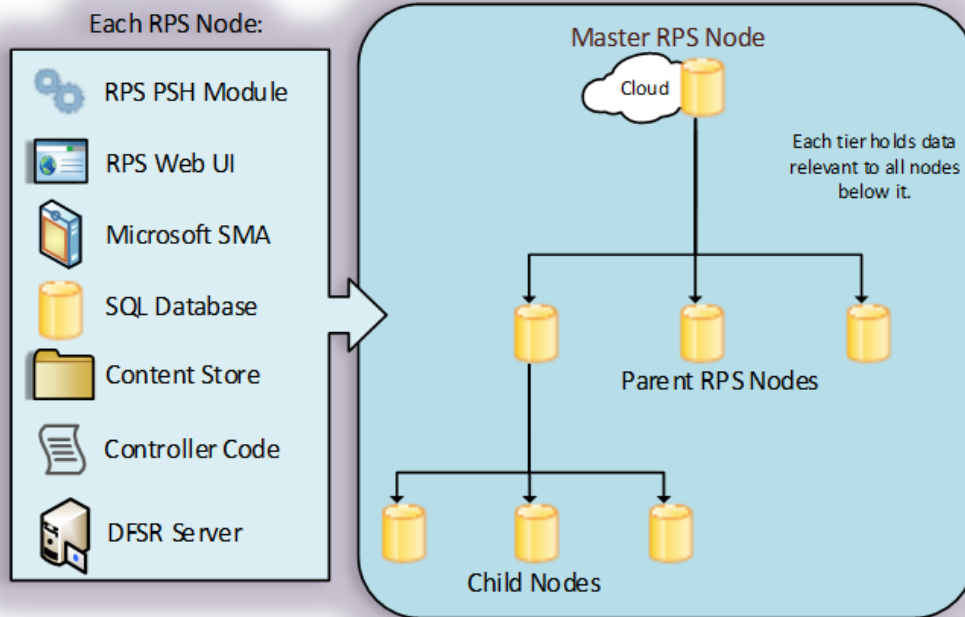 Each RPS Node:
RPS PSH Module
RPS Web UI
Microsoft SMA
SQL Database
Content Store
Controller Code
DFSR Server
Master RPS Node
Cloud
Each tier holds data
relevant to all nodes
below it.
Parent RPS Nodes
Child Nodes